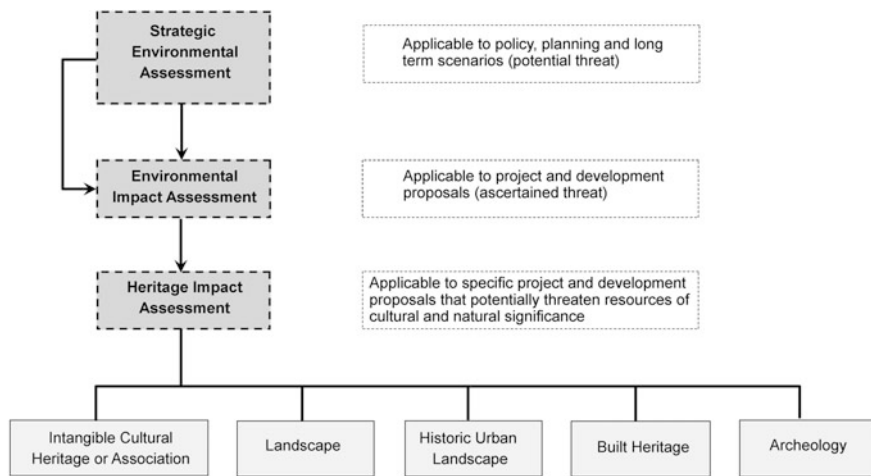 Strategic
Environmental
Assessment
Applicable to policy, planning and long
term scenarios (potential threat)
Environmental
Impact Assessment
Applicable to project and development
proposals (ascertained threat)
Heritage Impact
Assessment
Applicable to specific project and development
proposals that potentially threaten resources of
cultural and natural significance
Intangible Cultural
Heritage or Association
Landscape
Historic Urban
Landscape
Built Heritage
Archeology